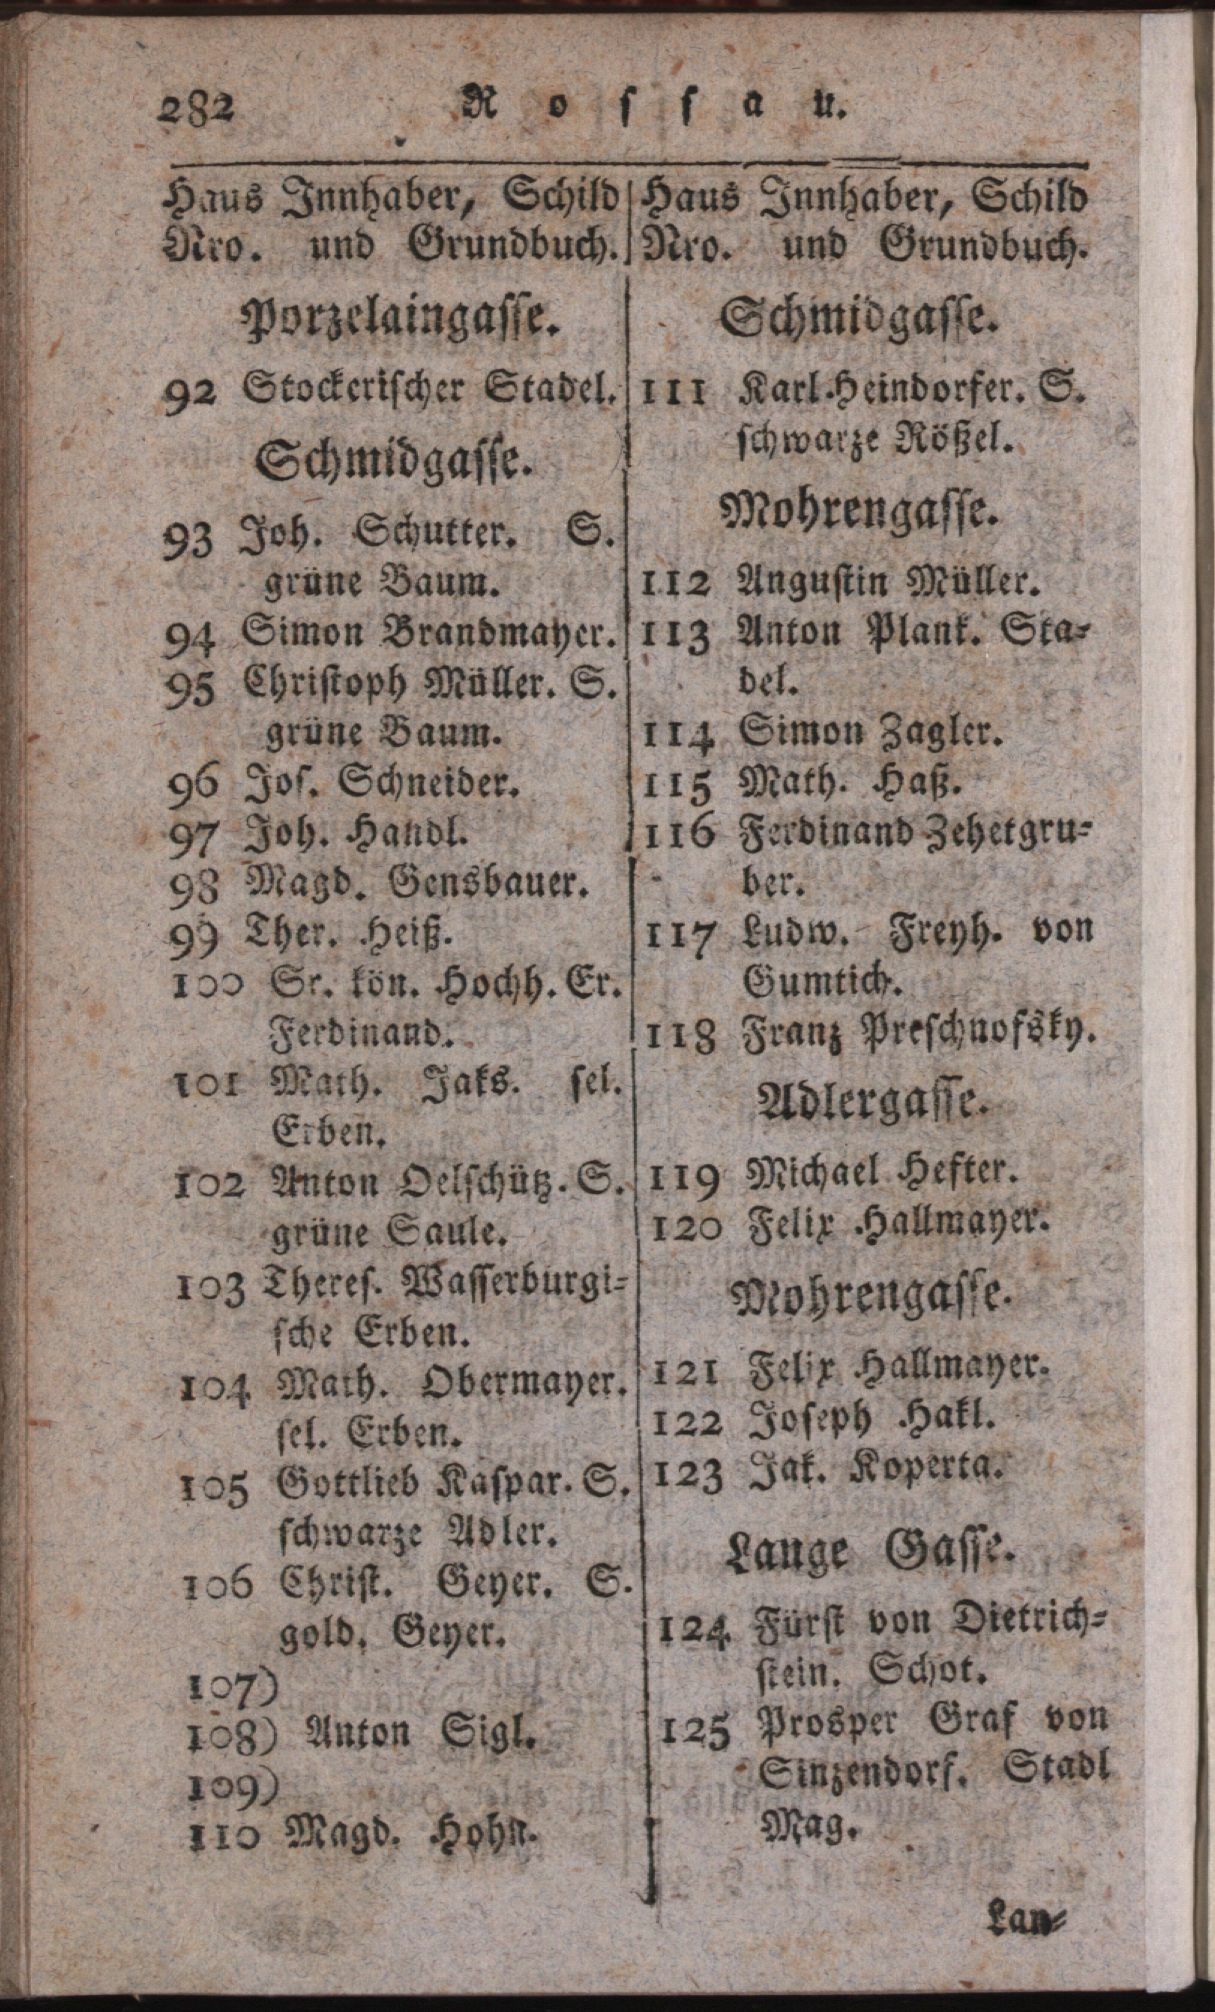 282 Rossau.
Haus Innhaber, Schild
Nro. und Grundbuch.
Porzelaingasse.
92 Stockerischer Stadel.
Schmidgasse.
93 Joh. Schutter. S.
grüne Baum.
94 Simon Brandmayer.
95 Christoph Müller. S.
grüne Baum.
96 Jos. Schneider.
97 Joh. Handl.
98 Magd. Gensbauer.
99 Ther. Heiß.
100 Sr. kön. Hochh. Er.
Ferdinand.
101 Math. Jaks. sel.
Erben.
102 Anton Oelschütz. S.
grüne Saule.
103 Theres. Wasserburgi-
sche Erben.
104 Math. Obermayer.
sel. Erben.
105 Gottlieb Kaspar. S.
schwarze Adler.
106 Christ. Geyer. S.
gold. Geyer.
107)
108) Anton Sigl.
109)
110 Magd. Hohn.
Haus Innhaber, Schild
Nro. und Grundbuch.
Schmidgasse.
111 Karl Heindorfer. S.
schwarze Rößel.
Mohrengasse.
112 Angustin Müller.
113 Anton Plank. Sta-
del.
114 Simon Zagler.
115 Math. Haß.
116 Ferdinand Zehetgru-
ber.
117 Ludw. Freyh. von
Gumtich.
118 Franz Preschnofsky.
Adlergasse.
119 Michael Hefter.
120 Felix Hallmayer.
Mohrengasse.
121 Felix Hallmayer.
122 Joseph Hakl.
123 Jak. Koperta.
Lange Gasse.
124 Fürst von Dietrich-
stein. Schot.
125 Prosper Graf von
Sinzendorf. Stadl
Mag.
Lan-